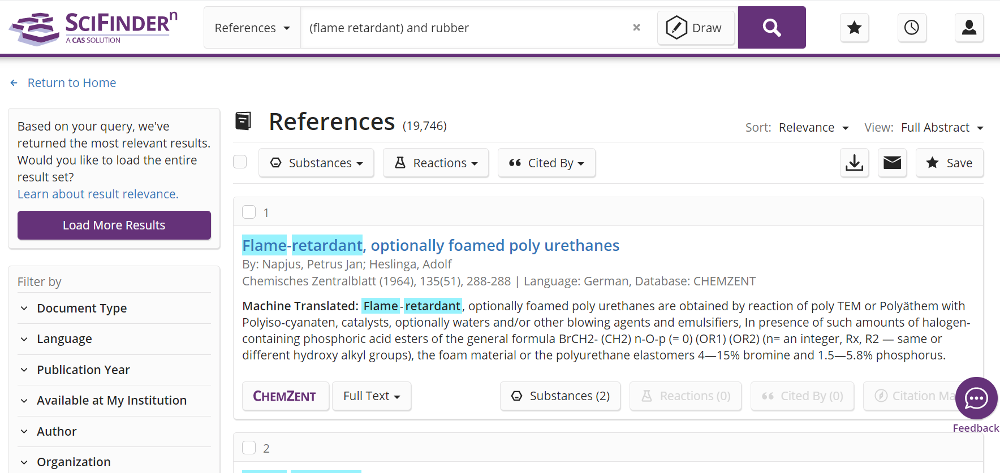 SCIFINDERⁿ
A CAS SOLUTION
References
(flame retardant) and rubber
Draw
Return to Home
Based on your query, we've
returned the most relevant results.
Would you like to load the entire
result set?
Learn about result relevance.
Load More Results
Filter by
Document Type
Language
Publication Year
Available at My Institution
Author
Organization
References (19,746)
Sort: Relevance View: Full Abstract
Substances Reactions Cited By Save
1
Flame-retardant, optionally foamed poly urethanes
By: Napjus, Petrus Jan; Heslinga, Adolf
Chemisches Zentralblatt (1964), 135(51), 288-288 | Language: German, Database: CHEMZENT
Machine Translated: Flame-retardant, optionally foamed poly urethanes are obtained by reaction of poly TEM or Polyäthem with
Polyiso-cyanaten, catalysts, optionally waters and/or other blowing agents and emulsifiers, In presence of such amounts of halogen-
containing phosphoric acid esters of the general formula BrCH2- (CH2) n-O-p (= 0) (OR1) (OR2) (n= an integer, Rx, R2 — same or
different hydroxy alkyl groups), the foam material or the polyurethane elastomers 4—15% bromine and 1.5—5.8% phosphorus.
CHEMZENT Full Text Substances (2) Reactions (0) Cited By (0) Citation Ma
Feedback
2